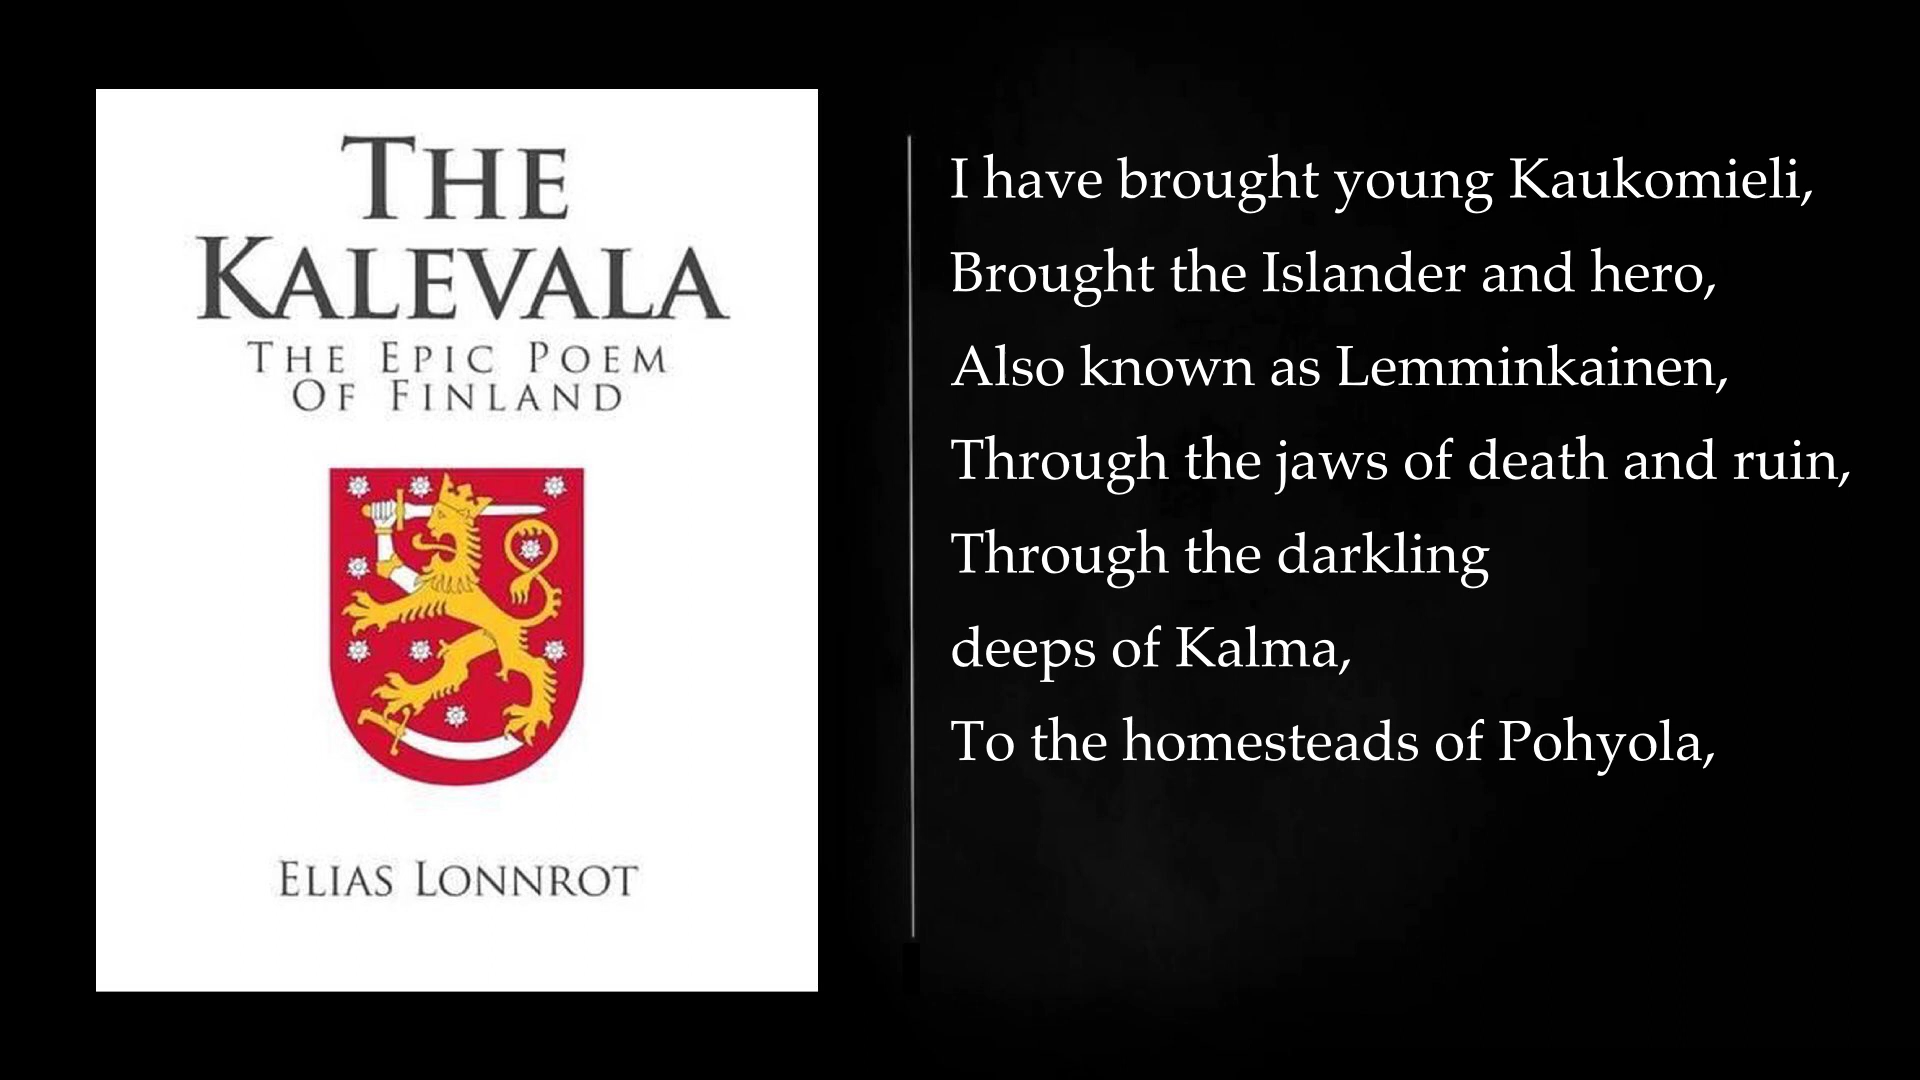 THE
KALEVALA
THE EPIC POEM
OF FINLAND
ELIAS LONNROT
I have brought young Kaukomieli,
Brought the Islander and hero,
Also known as Lemminkainen,
Through the jaws of death and ruin,
Through the darkling
deeps of Kalma,
To the homesteads of Pohyola,